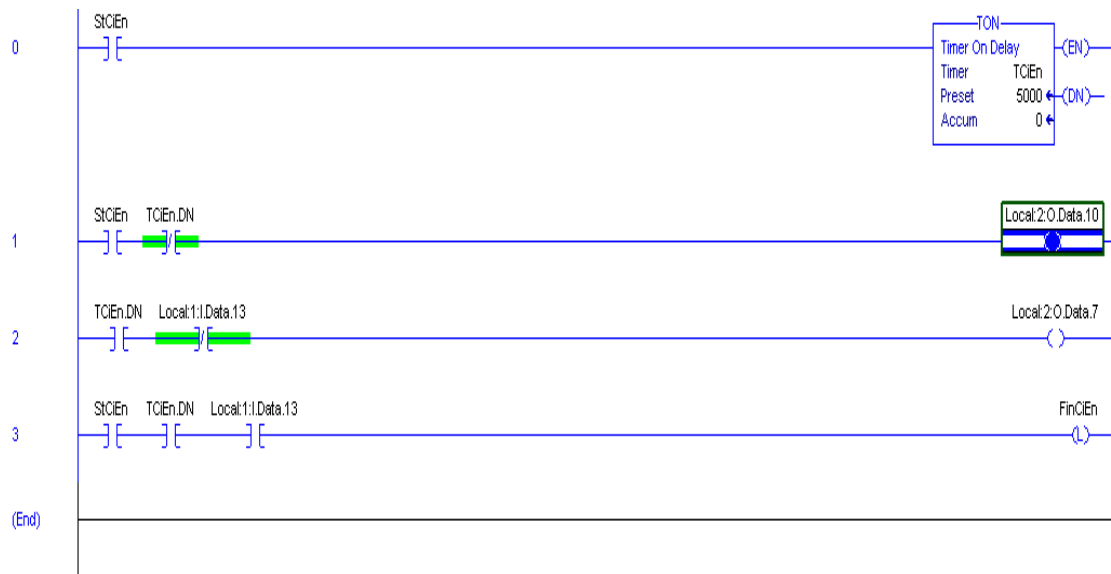 StCiEn
0
TON
Timer On Delay
Timer TCiEn
Preset 5000
Accum 0
(EN)
(DN)
StCiEn TCiEn.DN Local:2:O.Data.10
1
TCiEn.DN Local:1:I.Data.13 Local:2:O.Data.7
2
StCiEn TCiEn.DN Local:1:I.Data.13 FinCiEn
3
(L)
(End)